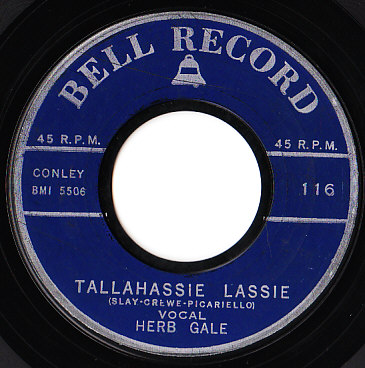 BELL RECORD
45 R.P.M. 45 R.P.M.
CONLEY
BMI 5506 116
TALLAHASSIE LASSIE
(SLAY-CREWE-PICARIELLO)
VOCAL
HERB GALE